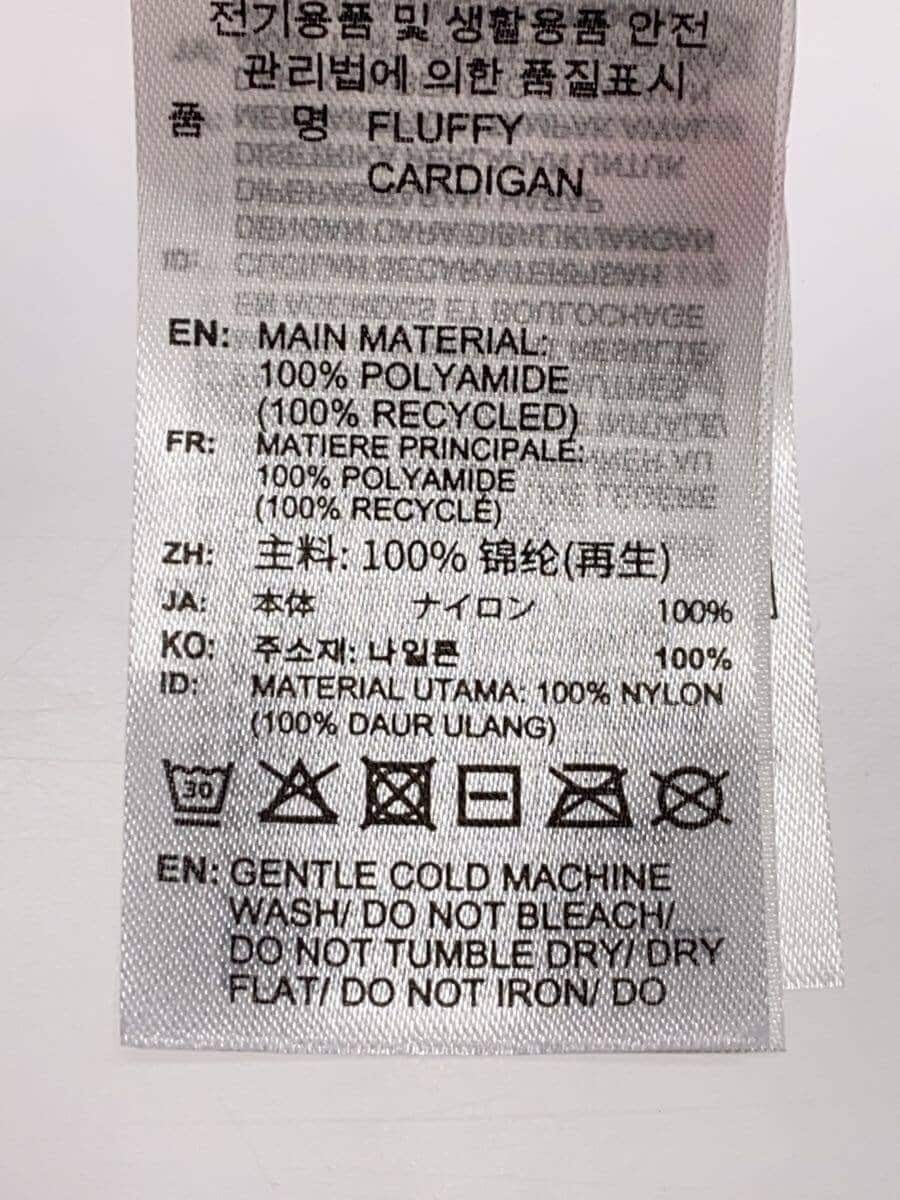 전기용품 및 생활용품 안전
관리법에 의한 품질표시
품 명 FLUFFY
CARDIGAN
EN: MAIN MATERIAL:
100% POLYAMIDE
(100% RECYCLED)
FR: MATIERE PRINCIPALE:
100% POLYAMIDE
(100% RECYCLÉ)
ZH: 主料: 100% 锦纶(再生)
JA: 本体 ナイロン 100%
KO: 주소재: 나일론 100%
ID: MATERIAL UTAMA: 100% NYLON
(100% DAUR ULANG)
30
EN: GENTLE COLD MACHINE
WASH/ DO NOT BLEACH/
DO NOT TUMBLE DRY/ DRY
FLAT/ DO NOT IRON/ DO